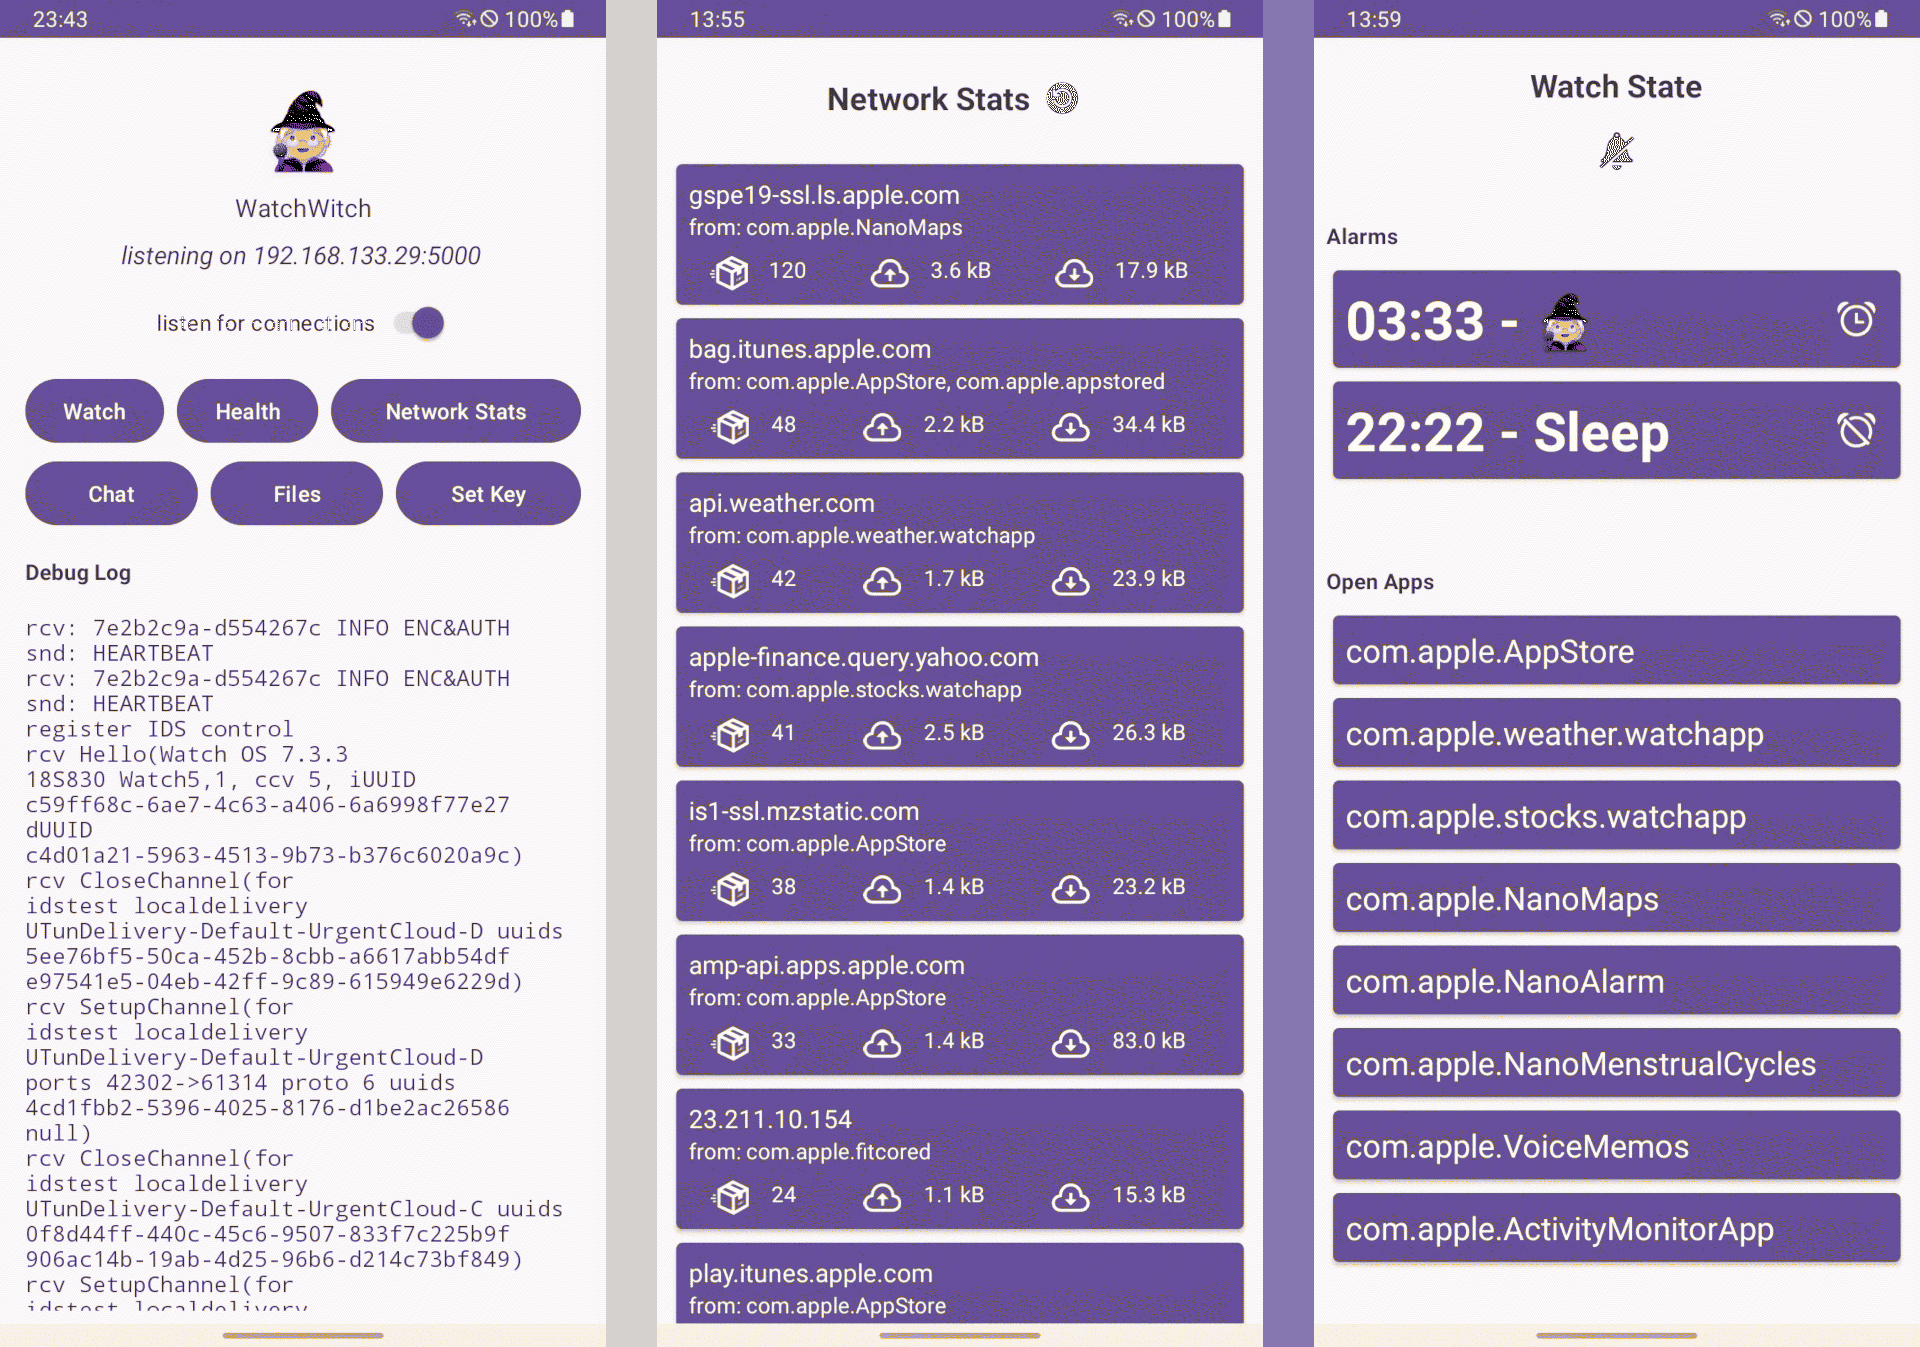 23:43
100%
WatchWitch
listening on 192.168.133.29:5000
listen for connections
Watch
Health
Network Stats
Chat
Files
Set Key
Debug Log
rcv: 7e2b2c9a-d554267c INFO ENC&AUTH
snd: HEARTBEAT
rcv: 7e2b2c9a-d554267c INFO ENC&AUTH
snd: HEARTBEAT
register IDS control
rcv Hello(Watch OS 7.3.3
18S830 Watch5,1, ccv 5, iUUID
c59ff68c-6ae7-4c63-a406-6a6998f77e27
dUUID
c4d01a21-5963-4513-9b73-b376c6020a9c)
rcv CloseChannel(for
idstest localdelivery
UTunDelivery-Default-UrgentCloud-D uuids
5ee76bf5-50ca-452b-8cbb-a6617abb54df
e97541e5-04eb-42ff-9c89-615949e6229d)
rcv SetupChannel(for
idstest localdelivery
UTunDelivery-Default-UrgentCloud-D
ports 42302->61314 proto 6 uuids
4cd1fbb2-5396-4025-8176-d1be2ac26586
null)
rcv CloseChannel(for
idstest localdelivery
UTunDelivery-Default-UrgentCloud-C uuids
0f8d44ff-440c-45c6-9507-833f7c225b9f
906ac14b-19ab-4d25-96b6-d214c73bf849)
rcv SetupChannel(for
idstest localdelivery
13:55
100%
Network Stats
gspe19-ssl.ls.apple.com
from: com.apple.NanoMaps
120 3.6 kB 17.9 kB
bag.itunes.apple.com
from: com.apple.AppStore, com.apple.appstored
48 2.2 kB 34.4 kB
api.weather.com
from: com.apple.weather.watchapp
42 1.7 kB 23.9 kB
apple-finance.query.yahoo.com
from: com.apple.stocks.watchapp
41 2.5 kB 26.3 kB
is1-ssl.mzstatic.com
from: com.apple.AppStore
38 1.4 kB 23.2 kB
amp-api.apps.apple.com
from: com.apple.AppStore
33 1.4 kB 83.0 kB
23.211.10.154
from: com.apple.fitcored
24 1.1 kB 15.3 kB
play.itunes.apple.com
from: com.apple.AppStore
13:59
100%
Watch State
Alarms
03:33 -
22:22 - Sleep
Open Apps
com.apple.AppStore
com.apple.weather.watchapp
com.apple.stocks.watchapp
com.apple.NanoMaps
com.apple.NanoAlarm
com.apple.NanoMenstrualCycles
com.apple.VoiceMemos
com.apple.ActivityMonitorApp